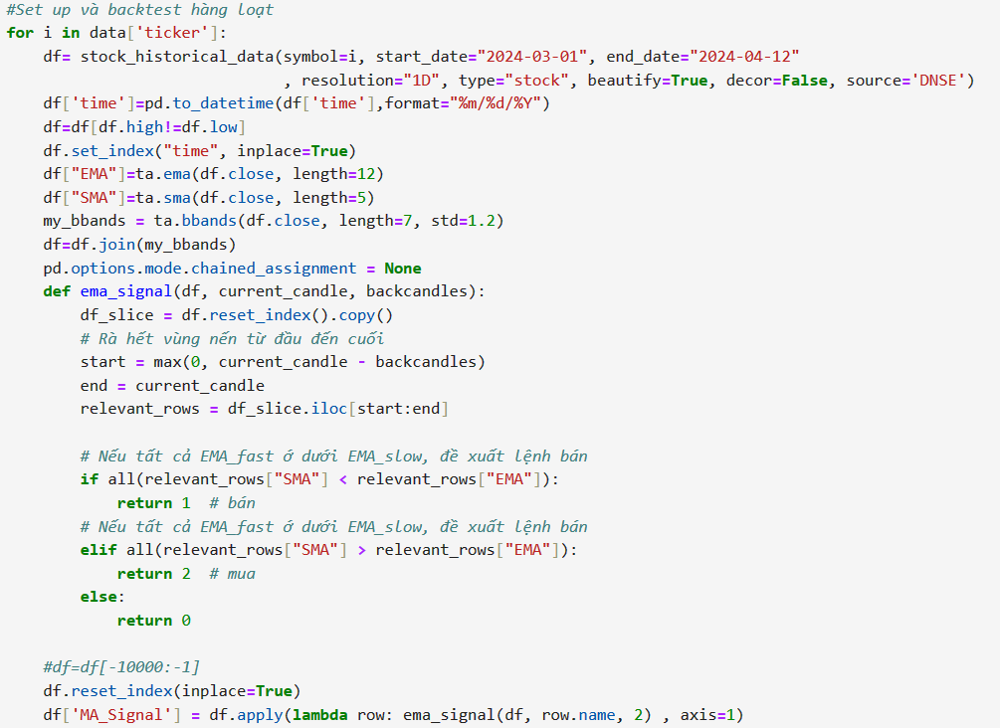 #Set up và backtest hàng loạt
for i in data['ticker']:
    df= stock_historical_data(symbol=i, start_date="2024-03-01", end_date="2024-04-12"
                              , resolution="1D", type="stock", beautify=True, decor=False, source='DNSE')
    df['time']=pd.to_datetime(df['time'],format="%m/%d/%Y")
    df=df[df.high!=df.low]
    df.set_index("time", inplace=True)
    df["EMA"]=ta.ema(df.close, length=12)
    df["SMA"]=ta.sma(df.close, length=5)
    my_bbands = ta.bbands(df.close, length=7, std=1.2)
    df=df.join(my_bbands)
    pd.options.mode.chained_assignment = None
    def ema_signal(df, current_candle, backcandles):
        df_slice = df.reset_index().copy()
        # Rà hết vùng nến từ đầu đến cuối
        start = max(0, current_candle - backcandles)
        end = current_candle
        relevant_rows = df_slice.iloc[start:end]

        # Nếu tất cả EMA_fast ở dưới EMA_slow, đề xuất lệnh bán
        if all(relevant_rows["SMA"] < relevant_rows["EMA"]):
            return 1  # bán
        # Nếu tất cả EMA_fast ở dưới EMA_slow, đề xuất lệnh bán
        elif all(relevant_rows["SMA"] > relevant_rows["EMA"]):
            return 2  # mua
        else:
            return 0

    #df=df[-10000:-1]
    df.reset_index(inplace=True)
    df['MA_Signal'] = df.apply(lambda row: ema_signal(df, row.name, 2) , axis=1)